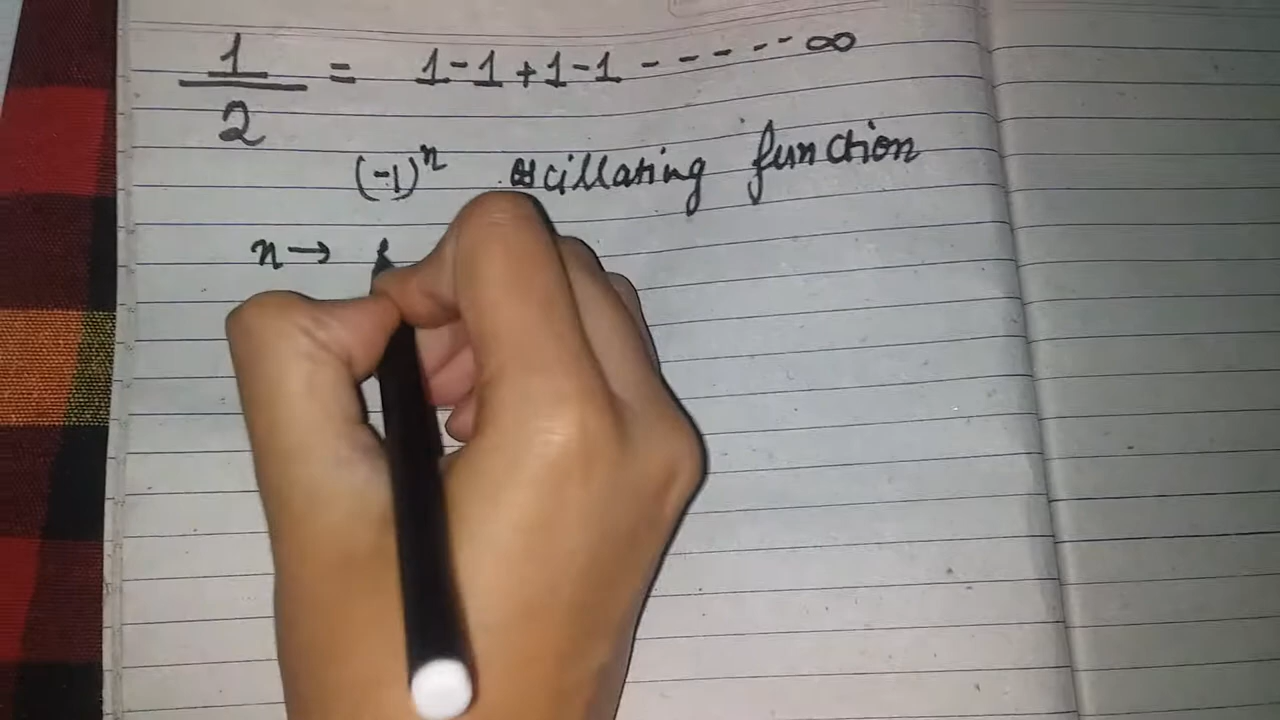 1/2 = 1-1+1-1 ------ ∞
(-1)^n oscillating function
n →